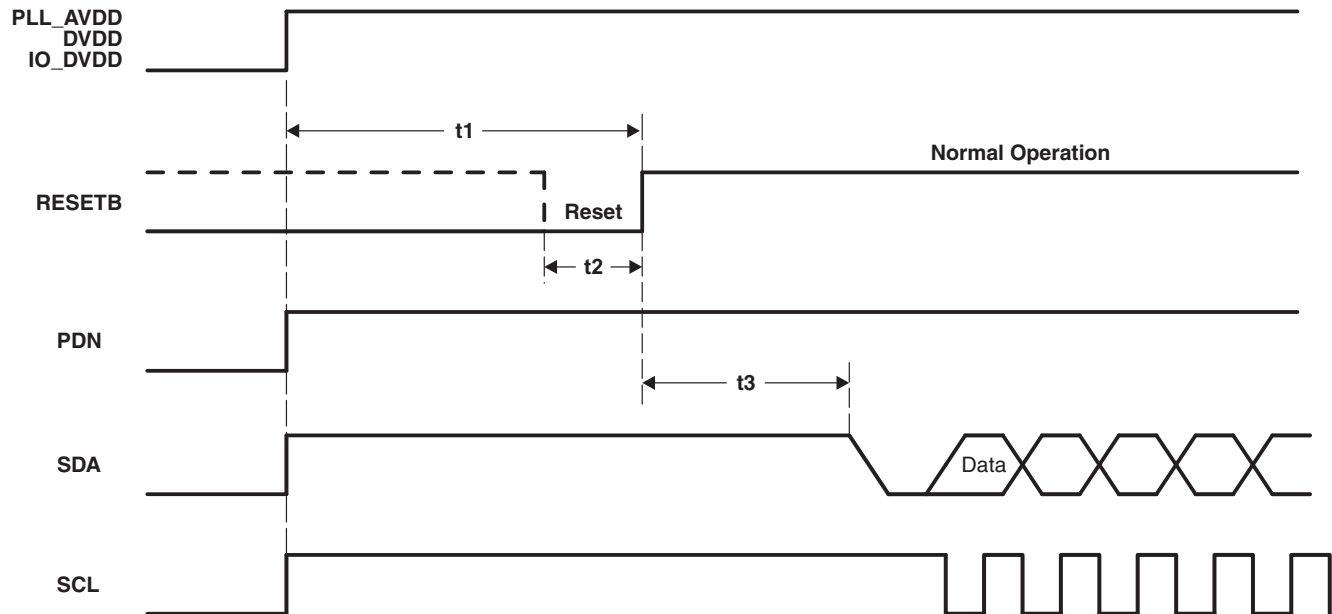 PLL_AVDD
DVDD
IO_DVDD
t1
Normal Operation
RESETB
Reset
t2
PDN
t3
SDA
Data
SCL